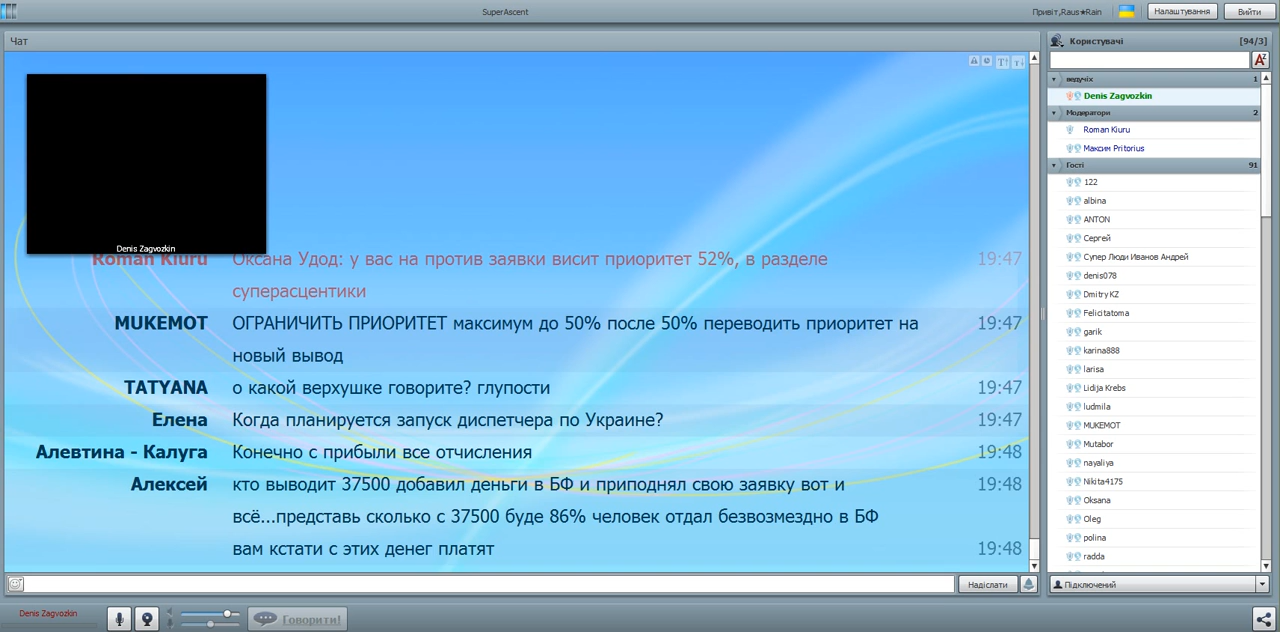 SuperAscent
Привіт,Raus★Rain
Налаштування
Вийти
Чат
Denis Zagvozkin
Roman Kiuru Оксана Удод: у вас на против заявки висит приоритет 52%, в разделе 19:47
суперасцентики
MUKEMOT ОГРАНИЧИТЬ ПРИОРИТЕТ максимум до 50% после 50% переводить приоритет на 19:47
новый вывод
TATYANA о какой верхушке говорите? глупости 19:47
Елена Когда планируется запуск диспетчера по Украине? 19:47
Алевтина - Калуга Конечно с прибыли все отчисления 19:48
Алексей кто выводит 37500 добавил деньги в БФ и приподнял свою заявку вот и 19:48
всё...представь сколько с 37500 буде 86% человек отдал безвозмездно в БФ
вам кстати с этих денег платят 19:48
Надіслати
Користувачі [94/3]
ведучіх 1
Denis Zagvozkin
Модератори 2
Roman Kiuru
Максим Pritorius
Гості 91
122
albina
ANTON
Сергей
Супер Люди Иванов Андрей
denis078
Dmitry KZ
Felicitatoma
garik
karina888
larisa
Lidija Krebs
ludmila
MUKEMOT
Mutabor
nayaliya
Nikita4175
Oksana
Oleg
polina
radda
Підключений
Denis Zagvozkin
Говорити!